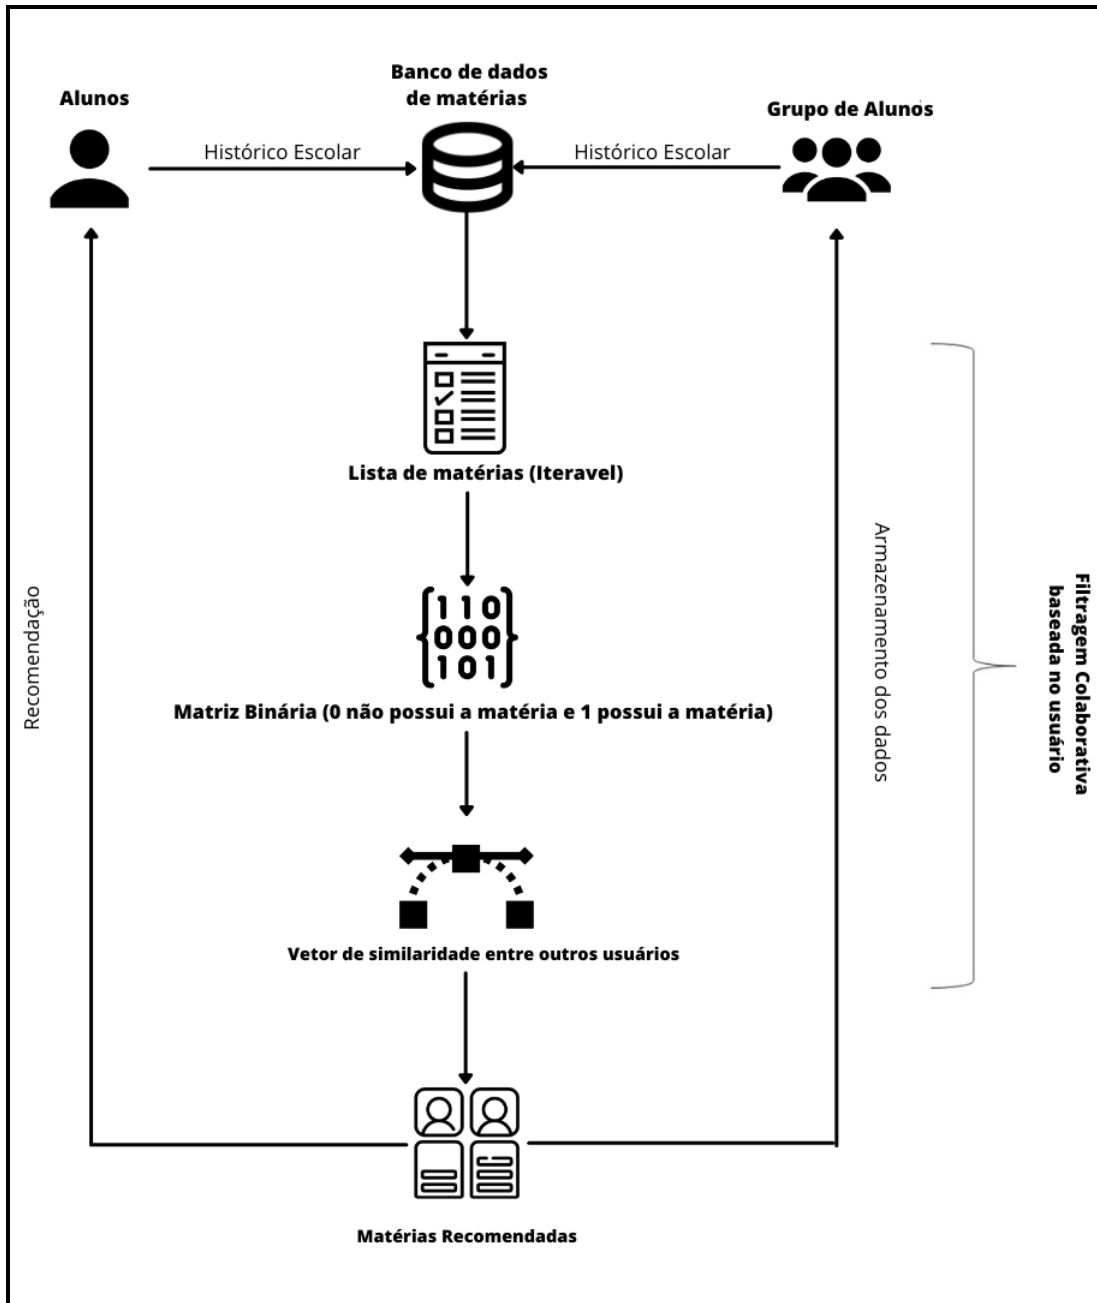 Alunos
Banco de dados
de matérias
Grupo de Alunos
Histórico Escolar
Histórico Escolar
Lista de matérias (Iteravel)
110
000
101
Matriz Binária (0 não possui a matéria e 1 possui a matéria)
Vetor de similaridade entre outros usuários
Matérias Recomendadas
Recomendação
Armazenamento dos dados
Filtragem Colaborativa
baseada no usuário